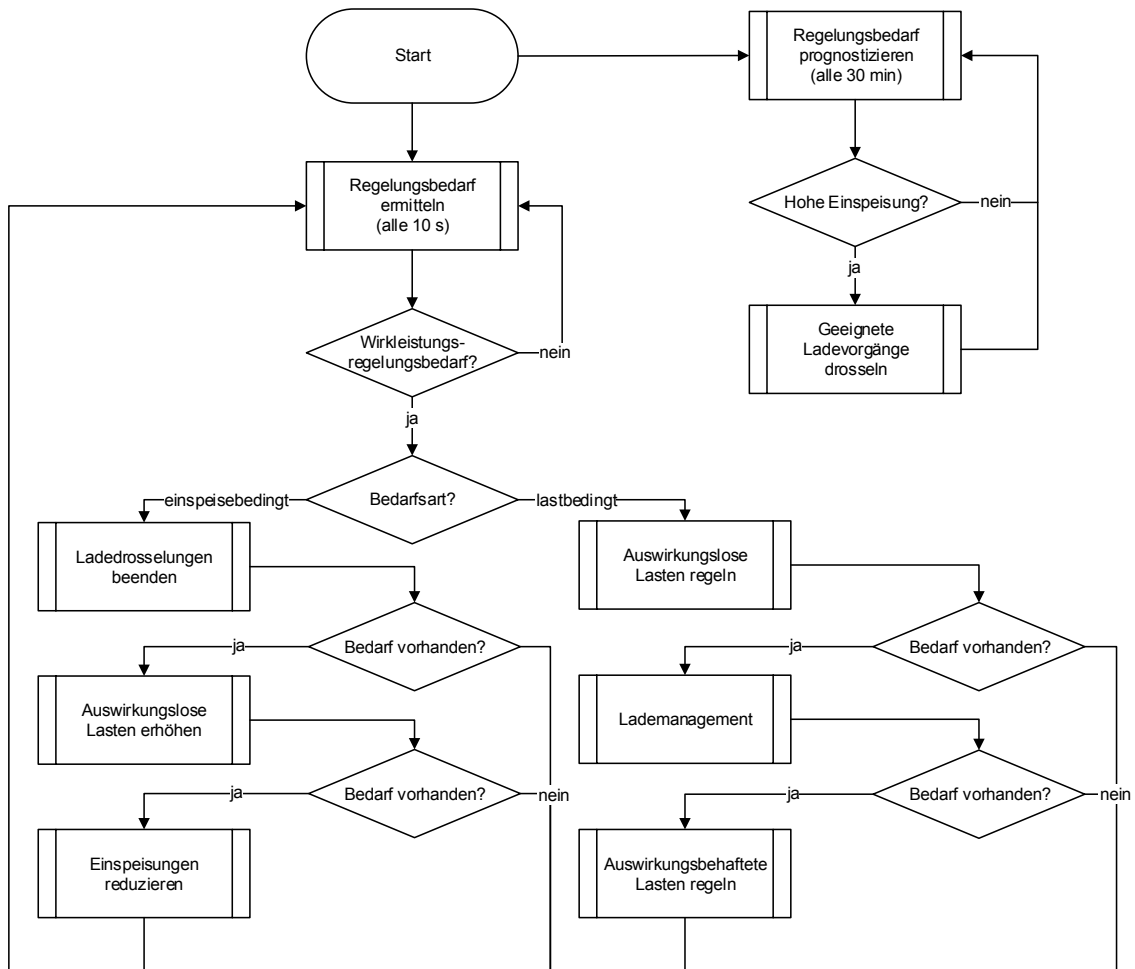 Start
Regelungsbedarf
prognostizieren
(alle 30 min)
Regelungsbedarf
ermitteln
(alle 10 s)
Hohe Einspeisung?
nein
ja
Wirkleistungs-
regelungsbedarf?
nein
Geeignete
Ladevorgänge
drosseln
ja
einspeisebedingt
Bedarfsart?
lastbedingt
Ladedrosselungen
beenden
Auswirkungslose
Lasten regeln
ja
Bedarf vorhanden?
ja
Bedarf vorhanden?
Auswirkungslose
Lasten erhöhen
Lademanagement
ja
Bedarf vorhanden?
nein
ja
Bedarf vorhanden?
nein
Einspeisungen
reduzieren
Auswirkungsbehaftete
Lasten regeln